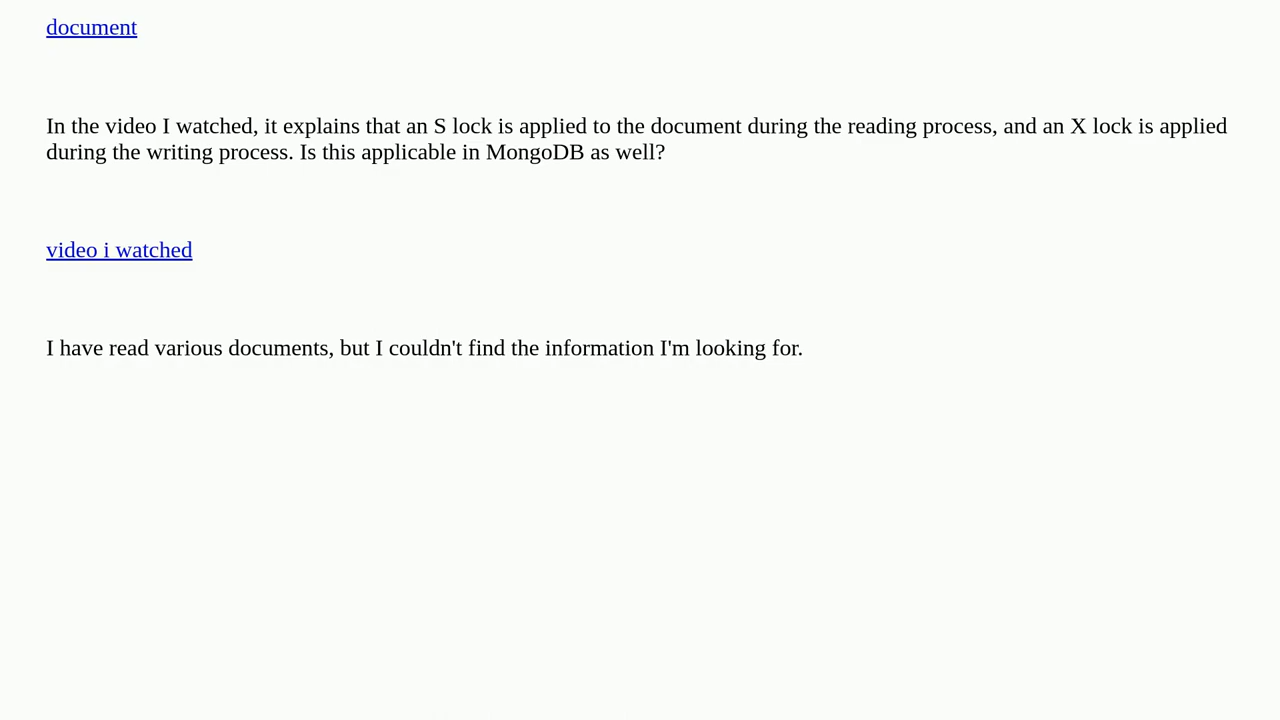 document
In the video I watched, it explains that an S lock is applied to the document during the reading process, and an X lock is applied
during the writing process. Is this applicable in MongoDB as well?
video i watched
I have read various documents, but I couldn't find the information I'm looking for.